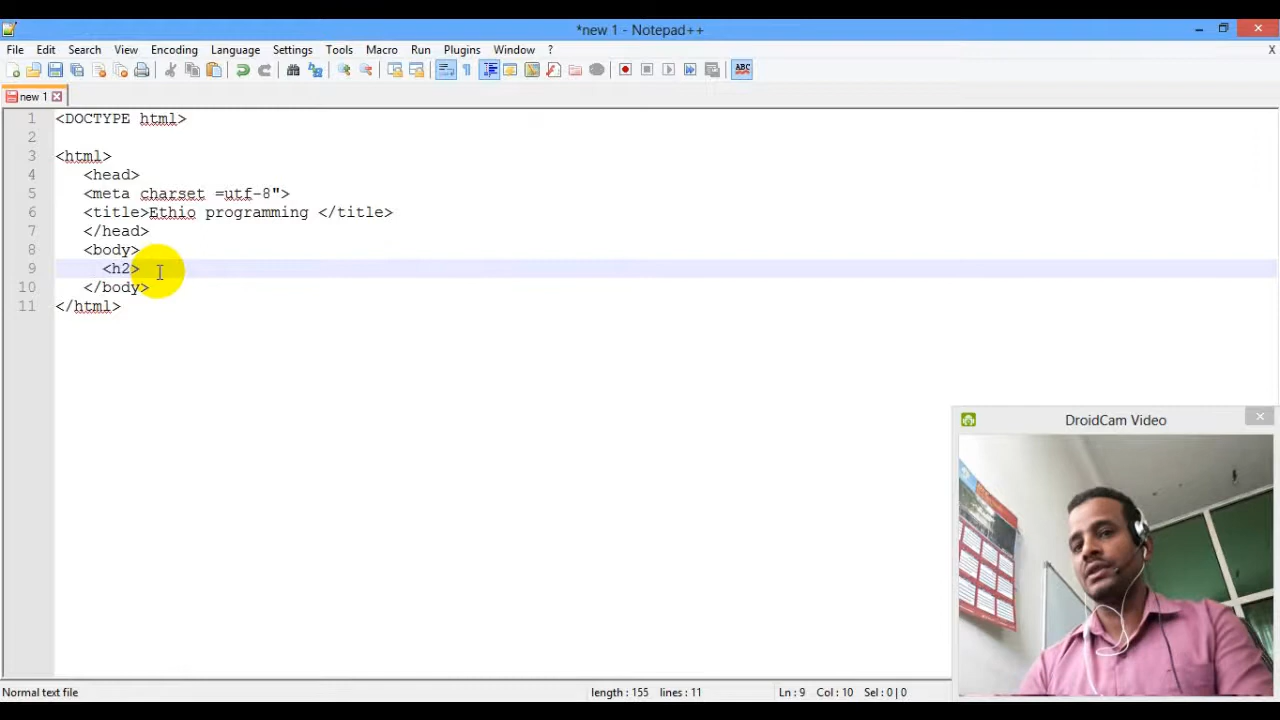 *new 1 - Notepad++
File Edit Search View Encoding Language Settings Tools Macro Run Plugins Window ? X
ABC
new 1
1 <DOCTYPE html>
2
3 <html>
4 <head>
5 <meta charset =utf-8">
6 <title>Ethio programming </title>
7 </head>
8 <body>
9 <h2>
10 </body>
11 </html>
DroidCam Video
Normal text file length : 155 lines : 11 Ln : 9 Col : 10 Sel : 0 | 0